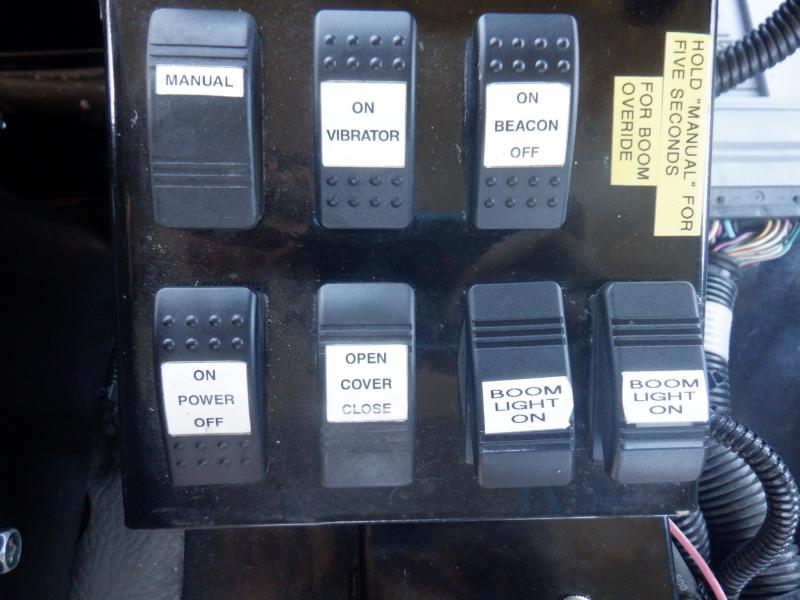 MANUAL
ON
VIBRATOR
ON
BEACON
OFF
HOLD "MANUAL" FOR
FIVE SECONDS
FOR BOOM
OVERIDE
ON
POWER
OFF
OPEN
COVER
CLOSE
BOOM
LIGHT
ON
BOOM
LIGHT
ON